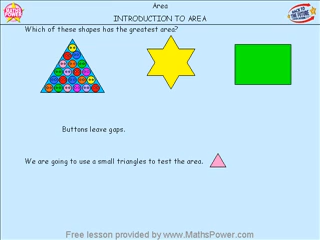 Area
INTRODUCTION TO AREA
Which of these shapes has the greatest area?
Buttons leave gaps.
We are going to use a small triangles to test the area.
Free lesson provided by www.MathsPower.com